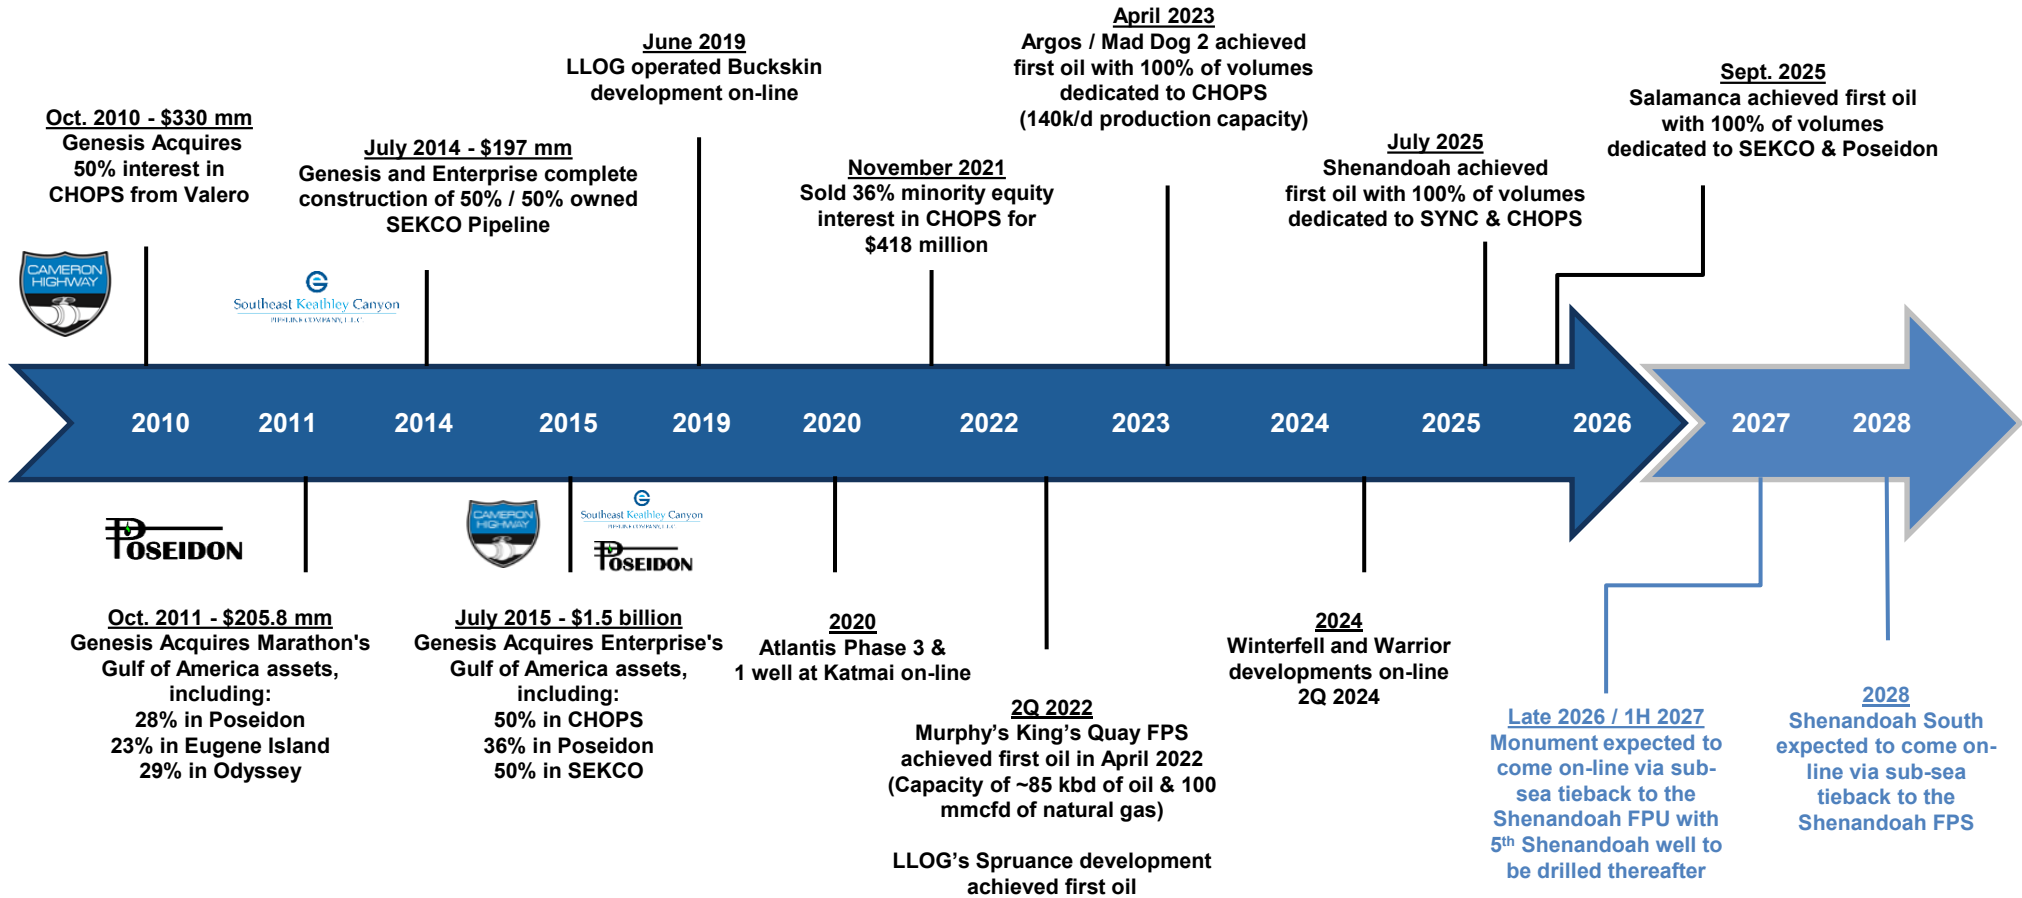 Oct. 2010 - $330 mm
Genesis Acquires
50% interest in
CHOPS from Valero
July 2014 - $197 mm
Genesis and Enterprise complete
construction of 50% / 50% owned
SEKCO Pipeline
June 2019
LLOG operated Buckskin
development on-line
November 2021
Sold 36% minority equity
interest in CHOPS for
$418 million
April 2023
Argos / Mad Dog 2 achieved
first oil with 100% of volumes
dedicated to CHOPS
(140k/d production capacity)
July 2025
Shenandoah achieved
first oil with 100% of volumes
dedicated to SYNC & CHOPS
Sept. 2025
Salamanca achieved first oil
with 100% of volumes
dedicated to SEKCO & Poseidon
CAMERON
HIGHWAY
Southeast Keathley Canyon
PIPELINE COMPANY, L.L.C.
2010
2011
2014
2015
2019
2020
2022
2023
2024
2025
2026
2027
2028
POSEIDON
CAMERON
HIGHWAY
Southeast Keathley Canyon
PIPELINE COMPANY, L.L.C.
POSEIDON
Oct. 2011 - $205.8 mm
Genesis Acquires Marathon's
Gulf of America assets,
including:
28% in Poseidon
23% in Eugene Island
29% in Odyssey
July 2015 - $1.5 billion
Genesis Acquires Enterprise's
Gulf of America assets,
including:
50% in CHOPS
36% in Poseidon
50% in SEKCO
2020
Atlantis Phase 3 &
1 well at Katmai on-line
2Q 2022
Murphy’s King’s Quay FPS
achieved first oil in April 2022
(Capacity of ~85 kbd of oil & 100
mmcfd of natural gas)
LLOG’s Spruance development
achieved first oil
2024
Winterfell and Warrior
developments on-line
2Q 2024
Late 2026 / 1H 2027
Monument expected to
come on-line via sub-
sea tieback to the
Shenandoah FPU with
5th Shenandoah well to
be drilled thereafter
2028
Shenandoah South
expected to come on-
line via sub-sea
tieback to the
Shenandoah FPS